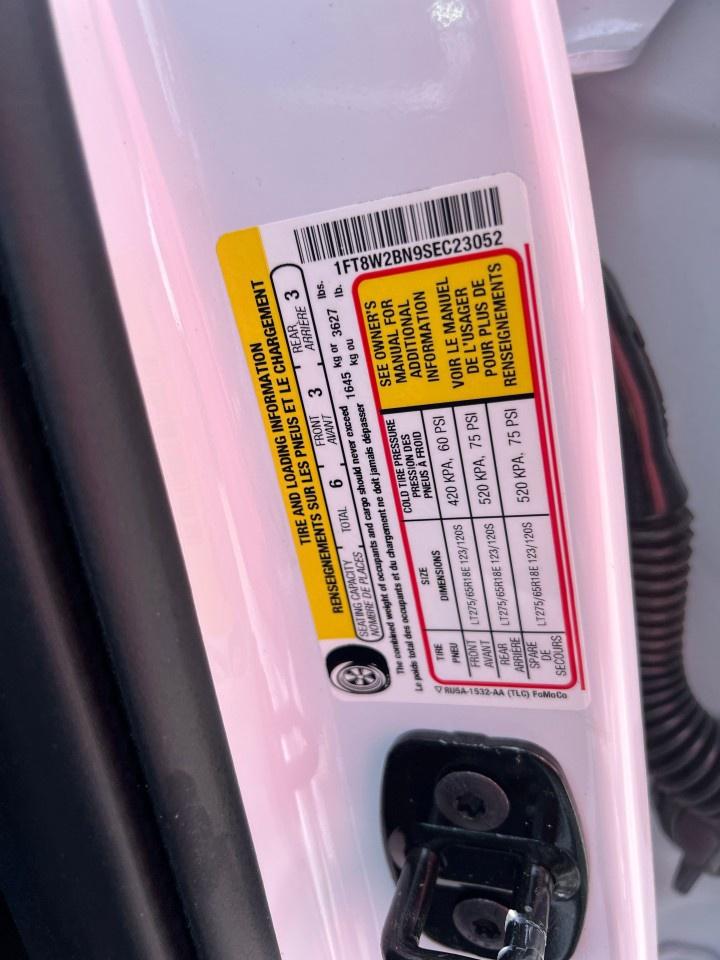 TIRE AND LOADING INFORMATION
RENSEIGNEMENTS SUR LES PNEUS ET LE CHARGEMENT
SEATING CAPACITY TOTAL 6 FRONT 3 REAR 3
NOMBRE DE PLACES AVANT ARRIÈRE
The combined weight of occupants and cargo should never exceed 1645 kg or 3627 lbs.
Le poids total des occupants et du chargement ne doit jamais dépasser kg ou lb.
1FT8W2BN9SEC23052
TIRE SIZE COLD TIRE PRESSURE
PNEU DIMENSIONS PRESSION DES
PNEUS À FROID
FRONT LT275/65R18E 123/120S 420 KPA, 60 PSI
AVANT
REAR LT275/65R18E 123/120S 520 KPA, 75 PSI
ARRIÈRE
SPARE LT275/65R18E 123/120S 520 KPA, 75 PSI
DE
SECOURS
SEE OWNER'S
MANUAL FOR
ADDITIONAL
INFORMATION
VOIR LE MANUEL
DE L'USAGER
POUR PLUS DE
RENSEIGNEMENTS
RU5A-1532-AA (TLC) FoMoCo